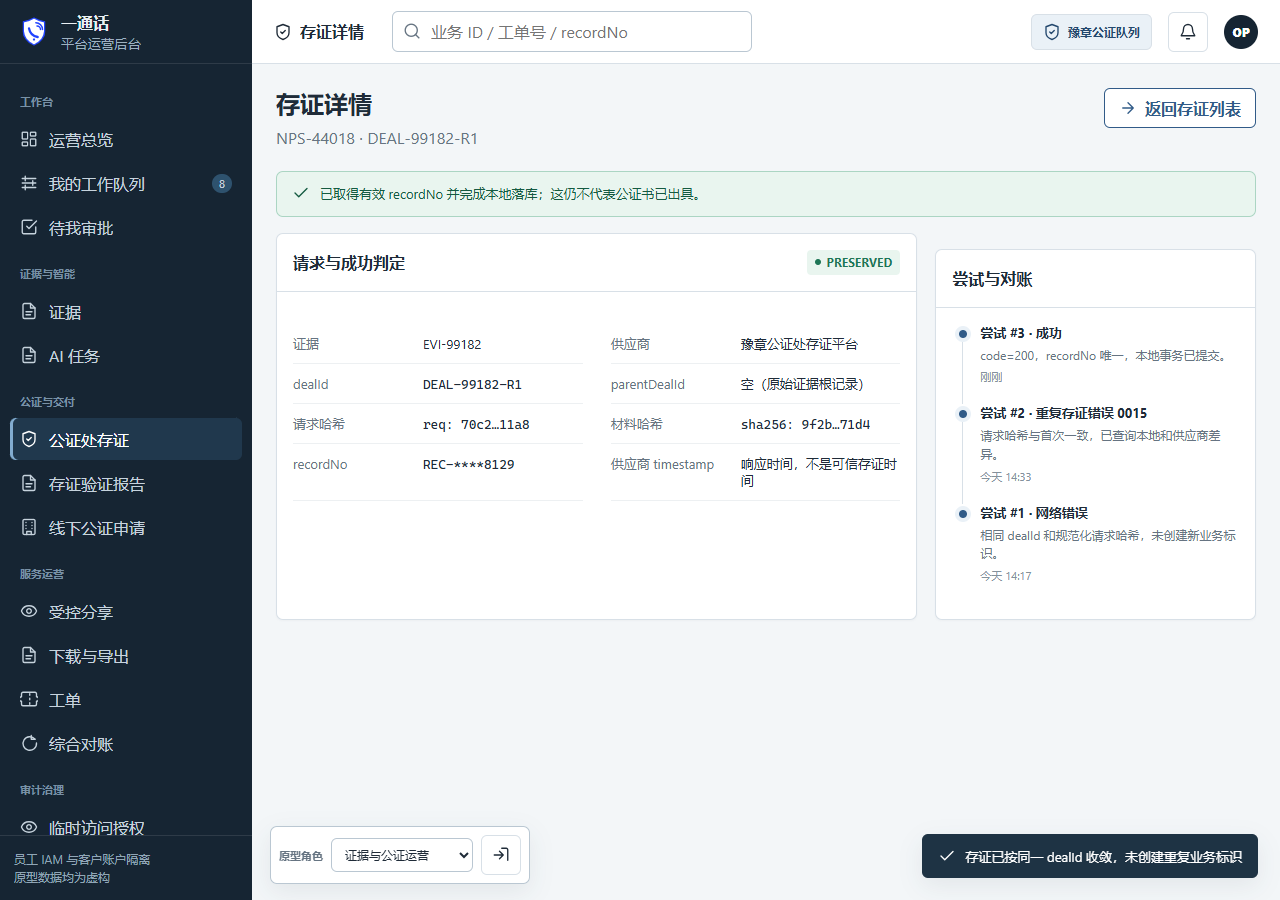 一通话
平台运营后台
工作台
运营总览
我的工作队列
8
待我审批
证据与智能
证据
AI 任务
公证与交付
公证处存证
存证验证报告
线下公证申请
服务运营
受控分享
下载与导出
工单
综合对账
审计治理
临时访问授权
员工 IAM 与客户账户隔离
原型数据均为虚构
存证详情
业务 ID / 工单号 / recordNo
豫章公证队列
OP
存证详情
NPS-44018 · DEAL-99182-R1
返回存证列表
已取得有效 recordNo 并完成本地落库；这仍不代表公证书已出具。
请求与成功判定
PRESERVED
证据
EVI-99182
供应商
豫章公证处存证平台
dealId
DEAL-99182-R1
parentDealId
空（原始证据根记录）
请求哈希
req: 70c2…11a8
材料哈希
sha256: 9f2b…71d4
recordNo
REC-****8129
供应商 timestamp
响应时间，不是可信存证时
间
尝试与对账
尝试 #3 · 成功
code=200，recordNo 唯一，本地事务已提交。
刚刚
尝试 #2 · 重复存证错误 0015
请求哈希与首次一致，已查询本地和供应商差
异。
今天 14:33
尝试 #1 · 网络错误
相同 dealId 和规范化请求哈希，未创建新业务标
识。
今天 14:17
原型角色
证据与公证运营
存证已按同一 dealId 收敛，未创建重复业务标识